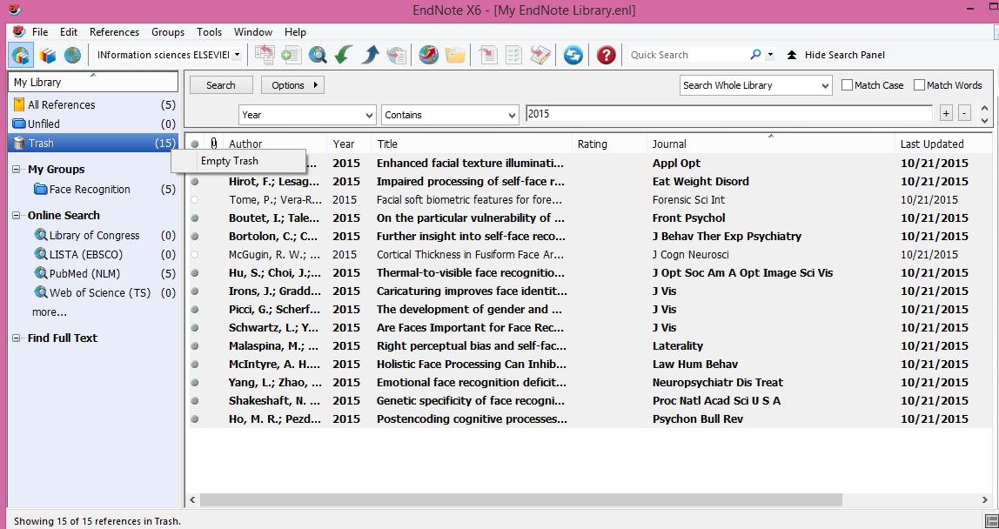 EndNote X6 - [My EndNote Library.enl]
File Edit References Groups Tools Window Help
INformation sciences ELSEVIEI Quick Search Hide Search Panel
My Library
All References (5)
Unfiled (0)
Trash (15)
My Groups
Face Recognition (5)
Online Search
Library of Congress (0)
LISTA (EBSCO) (0)
PubMed (NLM) (5)
Web of Science (TS) (0)
more...
Find Full Text
Search Options Search Whole Library Match Case Match Words
Year Contains 2015 + -
Author Year Title Rating Journal Last Updated
Empty Trash
... 2015 Enhanced facial texture illuminati... Appl Opt 10/21/2015
Hirot, F.; Lesag... 2015 Impaired processing of self-face r... Eat Weight Disord 10/21/2015
Tome, P.; Vera-R... 2015 Facial soft biometric features for fore... Forensic Sci Int 10/21/2015
Boutet, I.; Tale... 2015 On the particular vulnerability of ... Front Psychol 10/21/2015
Bortolon, C.; C... 2015 Further insight into self-face reco... J Behav Ther Exp Psychiatry 10/21/2015
McGugin, R. W.; ... 2015 Cortical Thickness in Fusiform Face Ar... J Cogn Neurosci 10/21/2015
Hu, S.; Choi, J.;... 2015 Thermal-to-visible face recognitio... J Opt Soc Am A Opt Image Sci Vis 10/21/2015
Irons, J.; Gradd... 2015 Caricaturing improves face identit... J Vis 10/21/2015
Picci, G.; Scherf... 2015 The development of gender and ... J Vis 10/21/2015
Schwartz, L.; Y... 2015 Are Faces Important for Face Rec... J Vis 10/21/2015
Malaspina, M.; ... 2015 Right perceptual bias and self-fac... Laterality 10/21/2015
McIntyre, A. H.... 2015 Holistic Face Processing Can Inhib... Law Hum Behav 10/21/2015
Yang, L.; Zhao, ... 2015 Emotional face recognition deficit... Neuropsychiatr Dis Treat 10/21/2015
Shakeshaft, N. ... 2015 Genetic specificity of face recogni... Proc Natl Acad Sci U S A 10/21/2015
Ho, M. R.; Pezd... 2015 Postencoding cognitive processes... Psychon Bull Rev 10/21/2015
Showing 15 of 15 references in Trash.